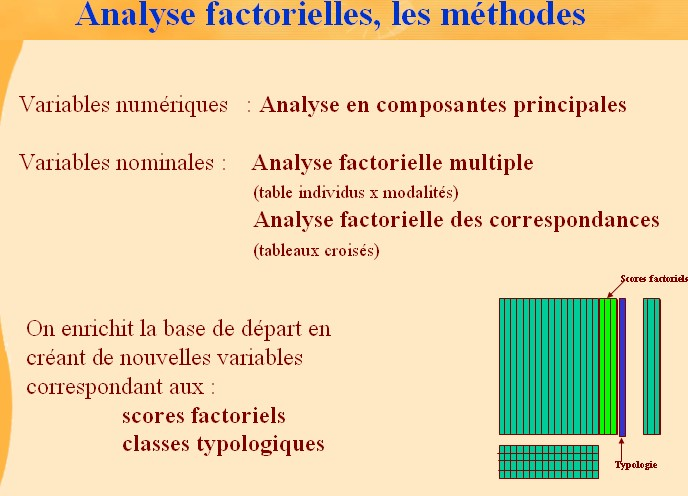 Analyse factorielles, les méthodes
Variables numériques : Analyse en composantes principales
Variables nominales : Analyse factorielle multiple
(table individus x modalités)
Analyse factorielle des correspondances
(tableaux croisés)
Scores factoriels
On enrichit la base de départ en
créant de nouvelles variables
correspondant aux :
scores factoriels
classes typologiques
Typologie